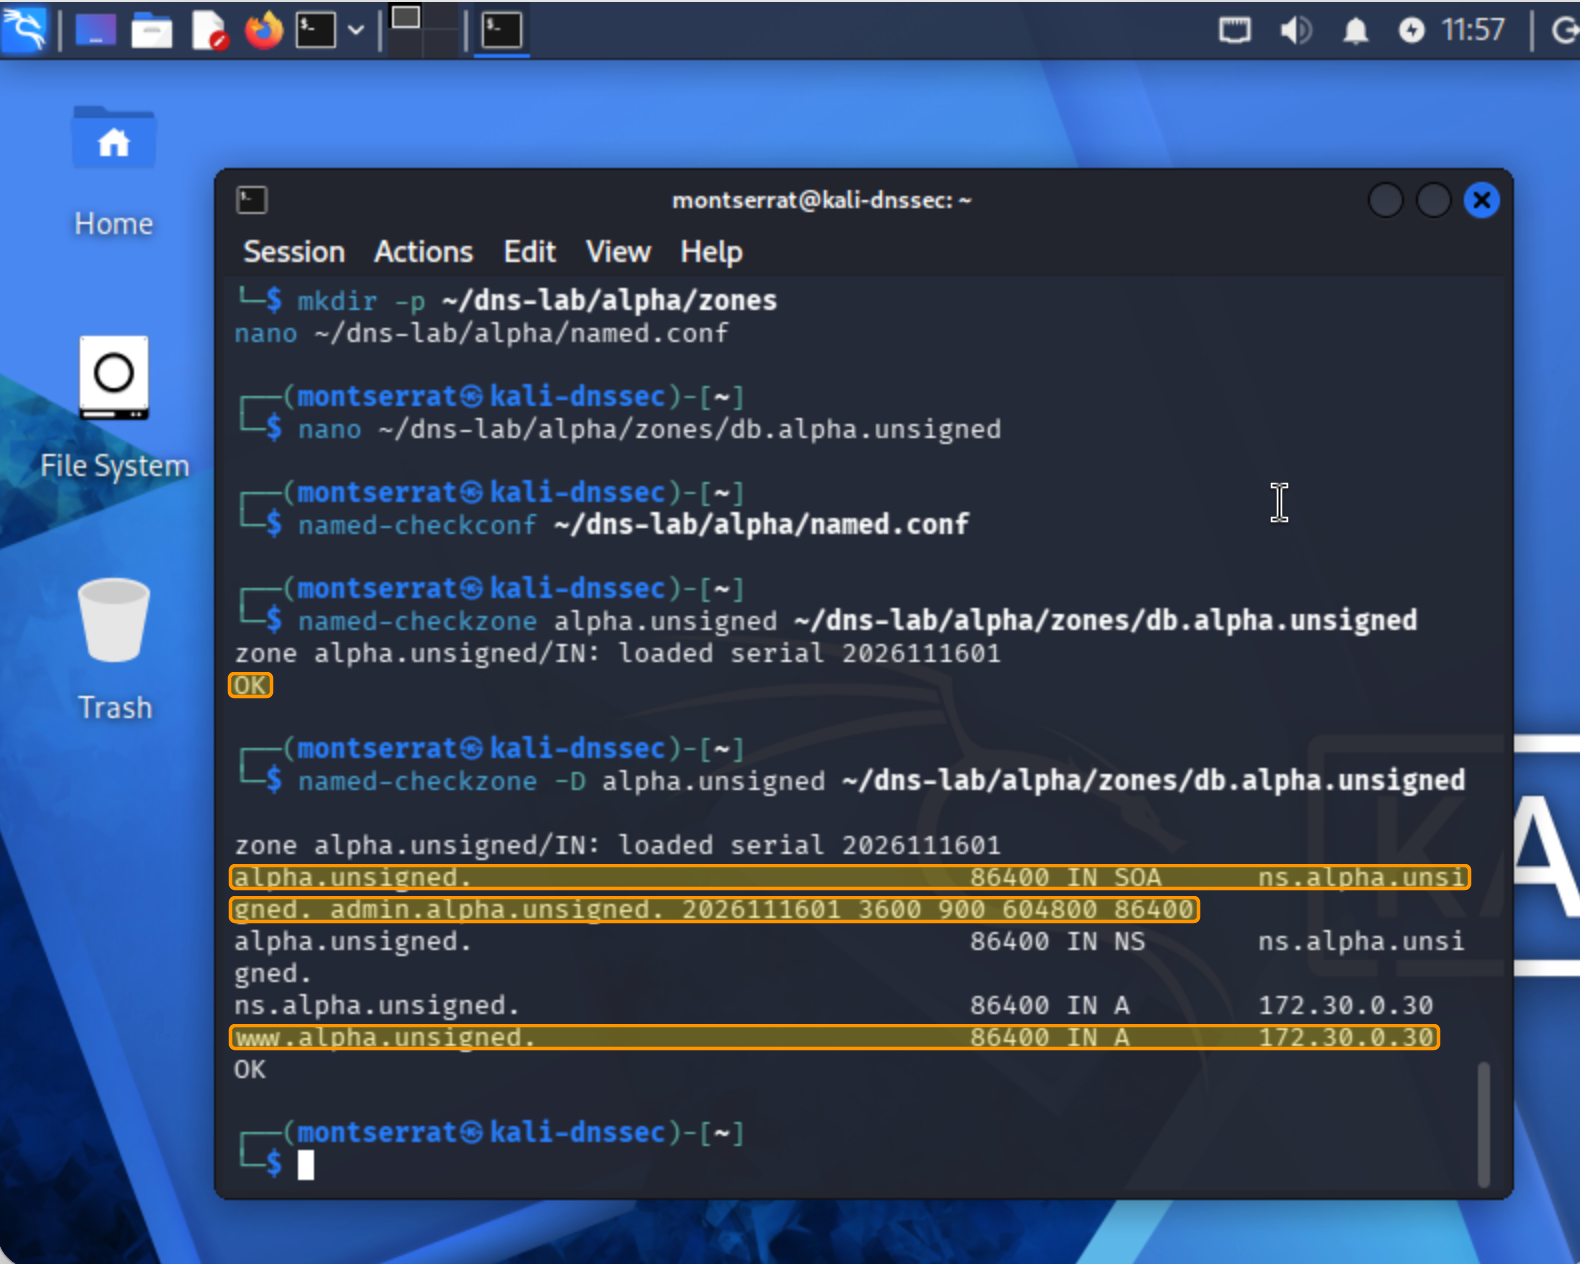 11:57
Home
File System
Trash
montserrat@kali-dnssec: ~
Session Actions Edit View Help
└─$ mkdir -p ~/dns-lab/alpha/zones
nano ~/dns-lab/alpha/named.conf
┌──(montserrat㉿kali-dnssec)-[~]
└─$ nano ~/dns-lab/alpha/zones/db.alpha.unsigned
┌──(montserrat㉿kali-dnssec)-[~]
└─$ named-checkconf ~/dns-lab/alpha/named.conf
┌──(montserrat㉿kali-dnssec)-[~]
└─$ named-checkzone alpha.unsigned ~/dns-lab/alpha/zones/db.alpha.unsigned
zone alpha.unsigned/IN: loaded serial 2026111601
OK
┌──(montserrat㉿kali-dnssec)-[~]
└─$ named-checkzone -D alpha.unsigned ~/dns-lab/alpha/zones/db.alpha.unsigned
zone alpha.unsigned/IN: loaded serial 2026111601
alpha.unsigned. 86400 IN SOA ns.alpha.unsi
gned. admin.alpha.unsigned. 2026111601 3600 900 604800 86400
alpha.unsigned. 86400 IN NS ns.alpha.unsi
gned.
ns.alpha.unsigned. 86400 IN A 172.30.0.30
www.alpha.unsigned. 86400 IN A 172.30.0.30
OK
┌──(montserrat㉿kali-dnssec)-[~]
└─$
KA